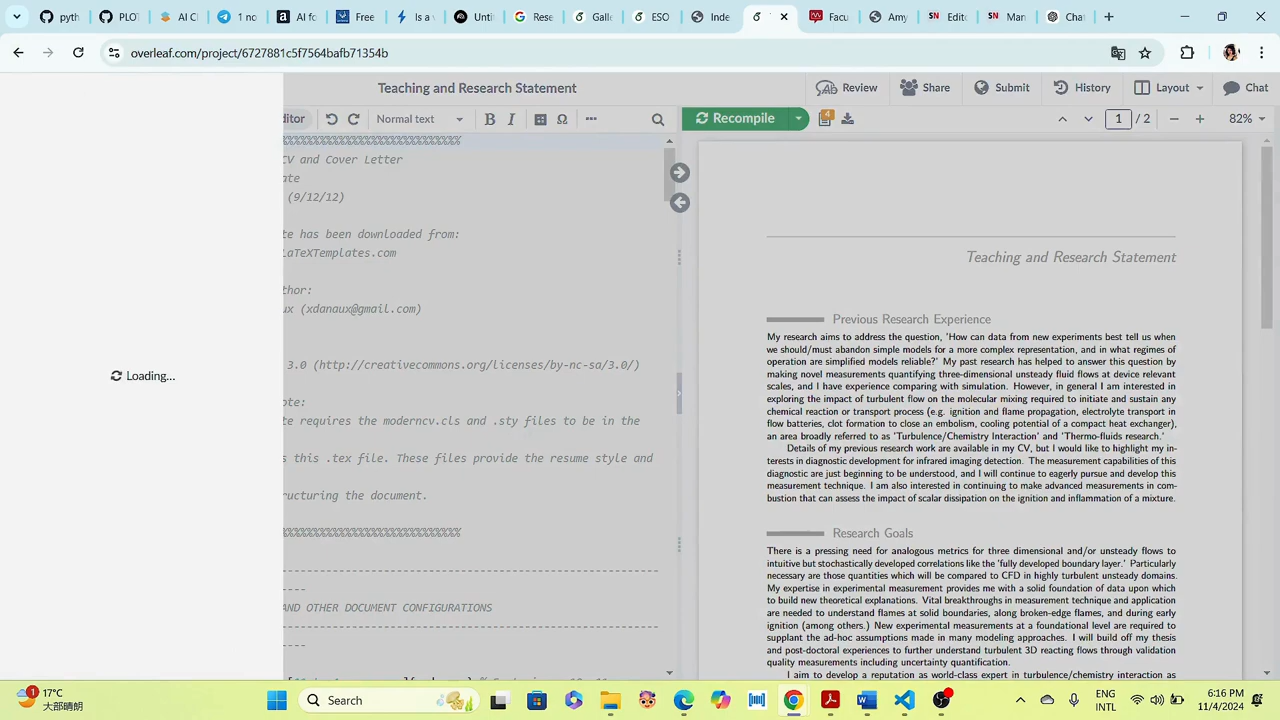 pyth
PLOT
AI Cl
1 no
AI fo
Free
Is a
Unti
Rese
Galle
ESO
Inde
T
Facu
Amy
Edito
Man
Chat
overleaf.com/project/6727881c5f7564bafb71354b
Teaching and Research Statement
Review
Share
Submit
History
Layout
Chat
ditor
Normal text
B
I
Ω
Recompile
4
1 / 2
82%
%%%%%%%%%%%%%%%%%%%%%%%%%%
CV and Cover Letter
ate
(9/12/12)
te has been downloaded from:
LaTeXTemplates.com
thor:
ux (xdanaux@gmail.com)
3.0 (http://creativecommons.org/licenses/by-nc-sa/3.0/)
ote:
te requires the moderncv.cls and .sty files to be in the
s this .tex file. These files provide the resume style and
ructuring the document.
%%%%%%%%%%%%%%%%%%%%%%%%%%
------------------------------------------------------
----
AND OTHER DOCUMENT CONFIGURATIONS
------------------------------------------------------
----
Loading...
Teaching and Research Statement
Previous Research Experience
My research aims to address the question, 'How can data from new experiments best tell us when
we should/must abandon simple models for a more complex representation, and in what regimes of
operation are simplified models reliable?' My past research has helped to answer this question by
making novel measurements quantifying three-dimensional unsteady fluid flows at device relevant
scales, and I have experience comparing with simulation. However, in general I am interested in
exploring the impact of turbulent flow on the molecular mixing required to initiate and sustain any
chemical reaction or transport process (e.g. ignition and flame propagation, electrolyte transport in
flow batteries, clot formation to close an embolism, cooling potential of a compact heat exchanger),
an area broadly referred to as 'Turbulence/Chemistry Interaction' and 'Thermo-fluids research.'
Details of my previous research work are available in my CV, but I would like to highlight my in-
terests in diagnostic development for infrared imaging detection. The measurement capabilities of this
diagnostic are just beginning to be understood, and I will continue to eagerly pursue and develop this
measurement technique. I am also interested in continuing to make advanced measurements in com-
bustion that can assess the impact of scalar dissipation on the ignition and inflammation of a mixture.
Research Goals
There is a pressing need for analogous metrics for three dimensional and/or unsteady flows to
intuitive but stochastically developed correlations like the 'fully developed boundary layer.' Particularly
necessary are those quantities which will be compared to CFD in highly turbulent unsteady domains.
My expertise in experimental measurement provides me with a solid foundation of data upon which
to build new theoretical explanations. Vital breakthroughs in measurement technique and application
are needed to understand flames at solid boundaries, along broken-edge flames, and during early
ignition (among others.) New experimental measurements at a foundational level are required to
supplant the ad-hoc assumptions made in many modeling approaches. I will build off my thesis
and post-doctoral experiences to further understand turbulent 3D reacting flows through validation
quality measurements including uncertainty quantification.
I aim to develop a reputation as world-class expert in turbulence/chemistry interaction as
1
17°C
大部晴朗
Search
ENG
INTL
6:16 PM
11/4/2024